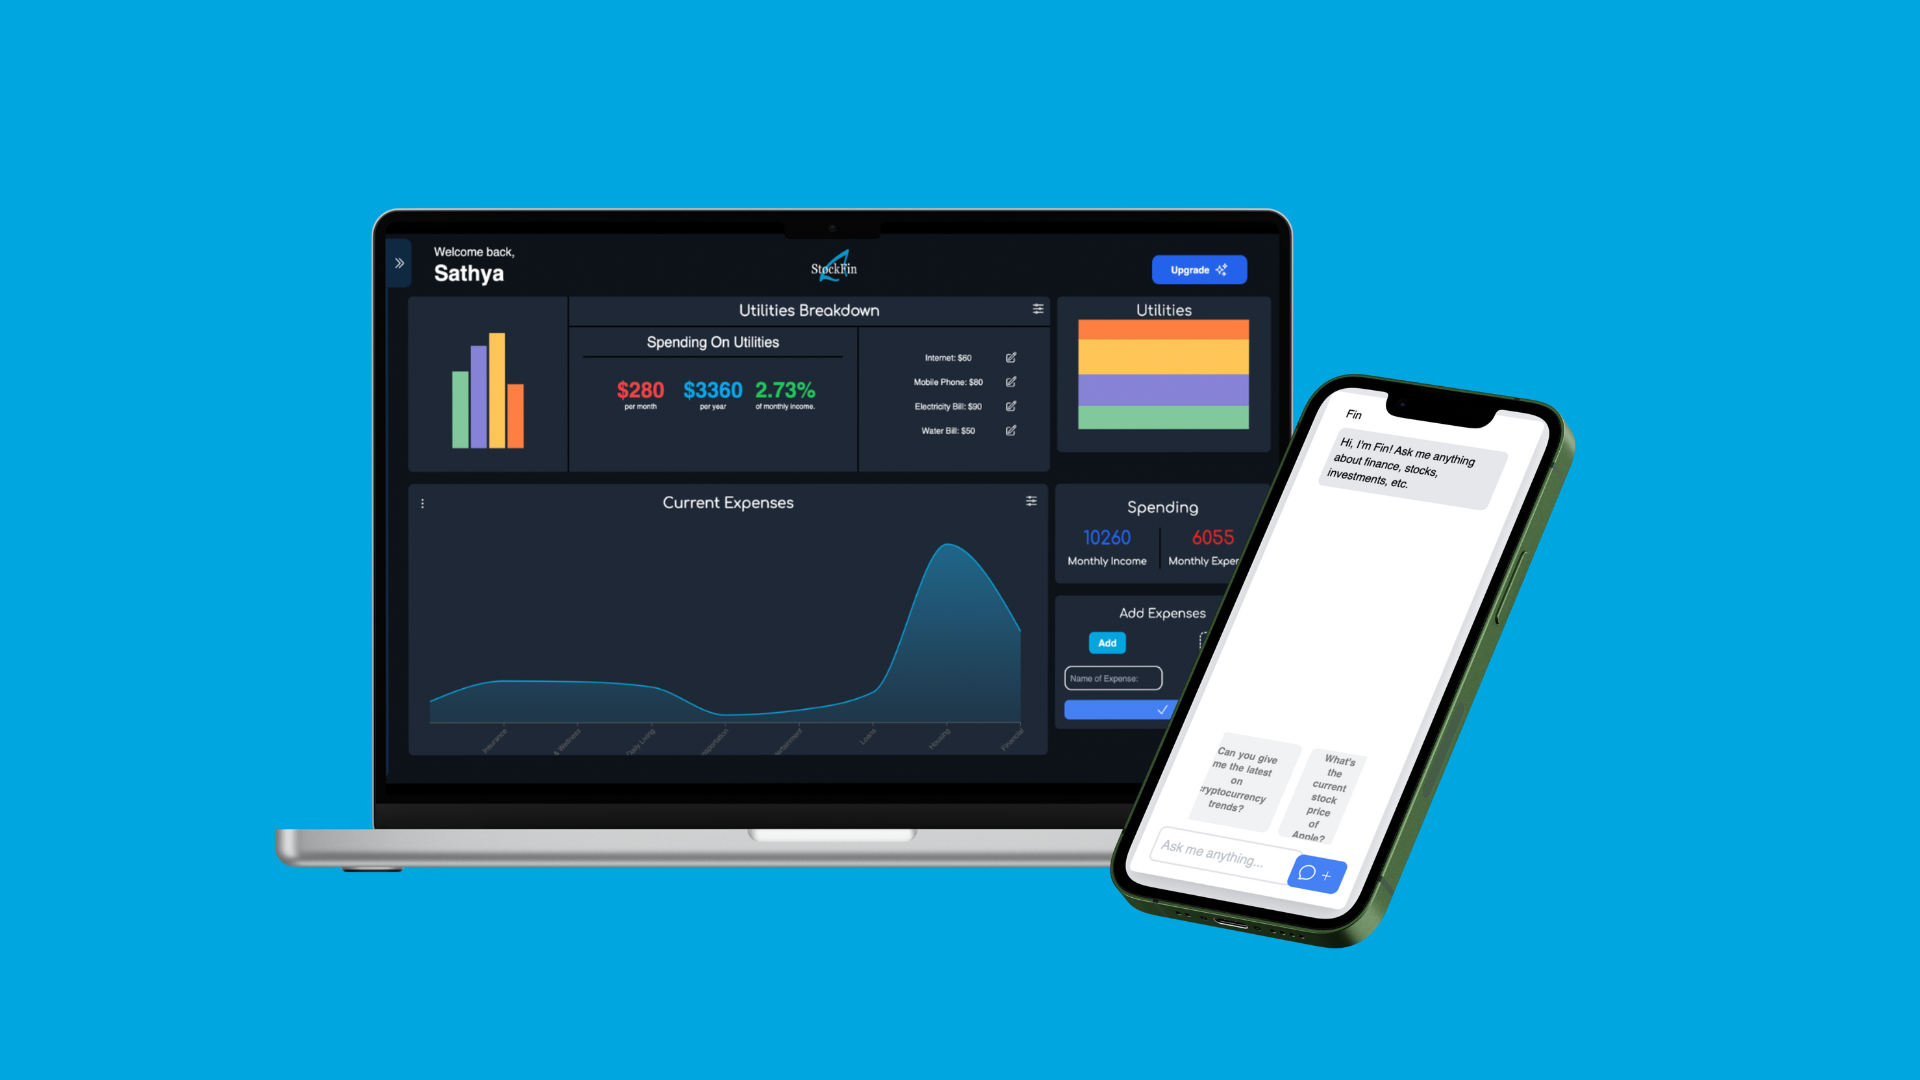 Welcome back,
Sathya
StockFin
Upgrade
Utilities Breakdown
Spending On Utilities
$280
per month
$3360
per year
2.73%
of monthly income.
Internet: $60
Mobile Phone: $80
Electricity Bill: $90
Water Bill: $50
Utilities
Current Expenses
Insurance
& Wellness
Daily Living
Loans
Housing
Financial
Spending
10260
Monthly Income
6055
Monthly Exper
Add Expenses
Add
Name of Expense:
Fin
Hi, I'm Fin! Ask me anything
about finance, stocks,
investments, etc.
Can you give
me the latest
on
cryptocurrency
trends?
What's
the
current
stock
price
of
Apple?
Ask me anything...